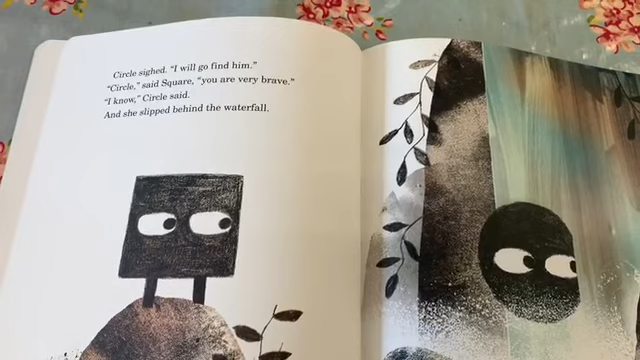 Circle sighed. “I will go find him.”
“Circle,” said Square, “you are very brave.”
“I know,” Circle said.
And she slipped behind the waterfall.